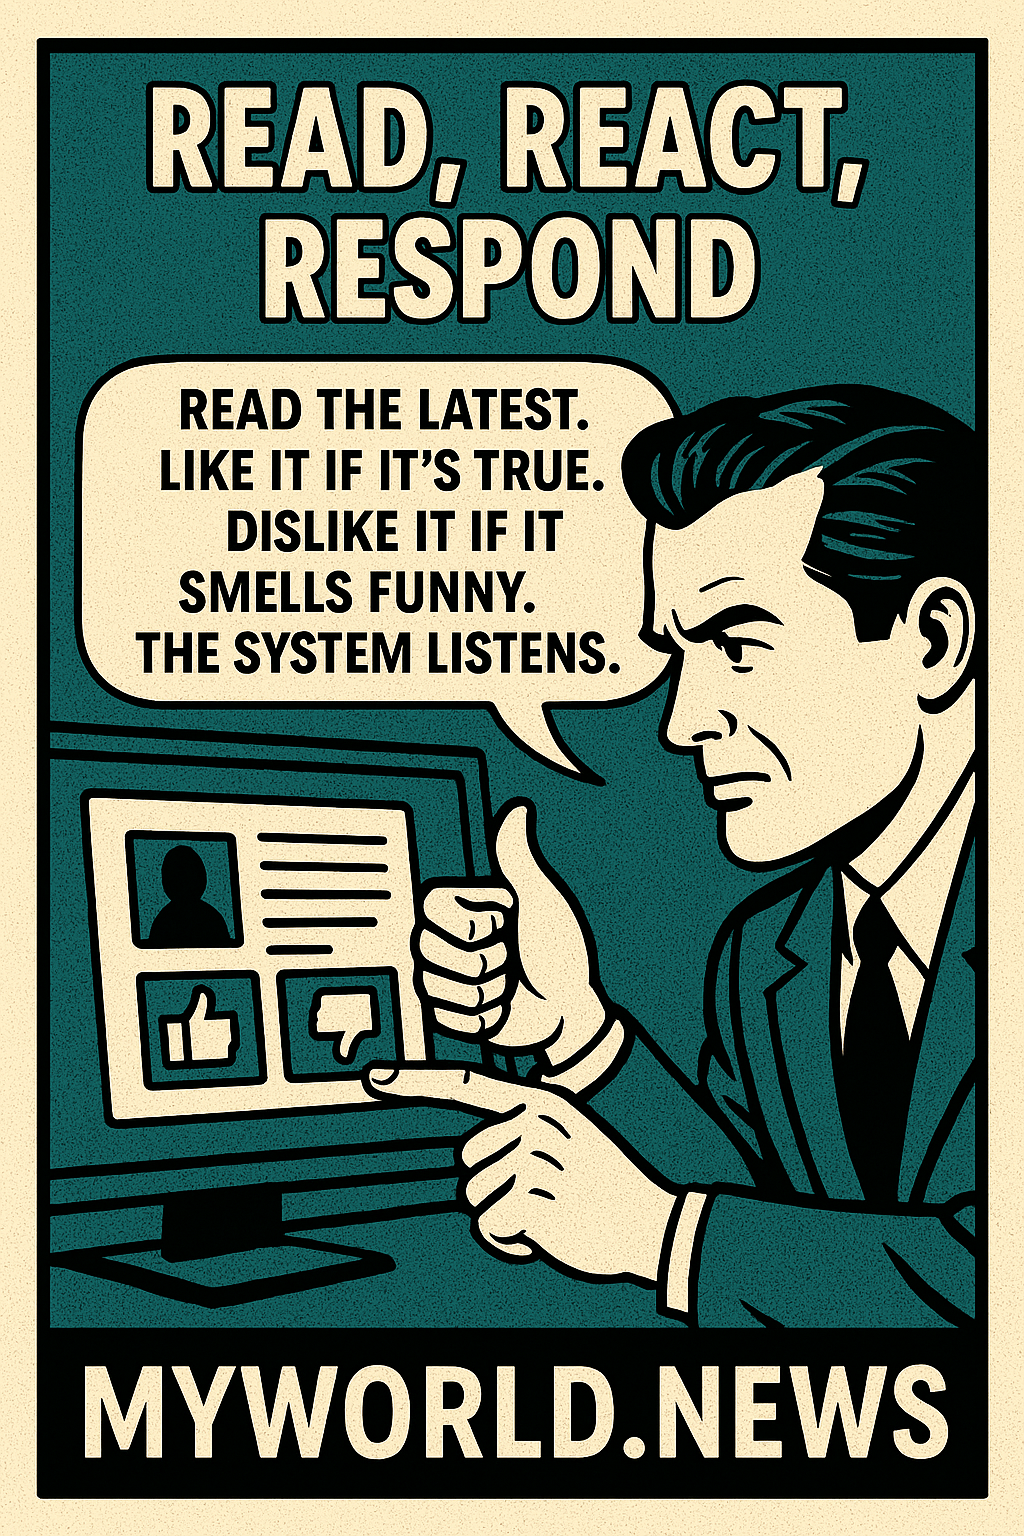 READ, REACT,
RESPOND
READ THE LATEST.
LIKE IT IF IT’S TRUE.
DISLIKE IT IF IT
SMELLS FUNNY.
THE SYSTEM LISTENS.
MYWORLD.NEWS